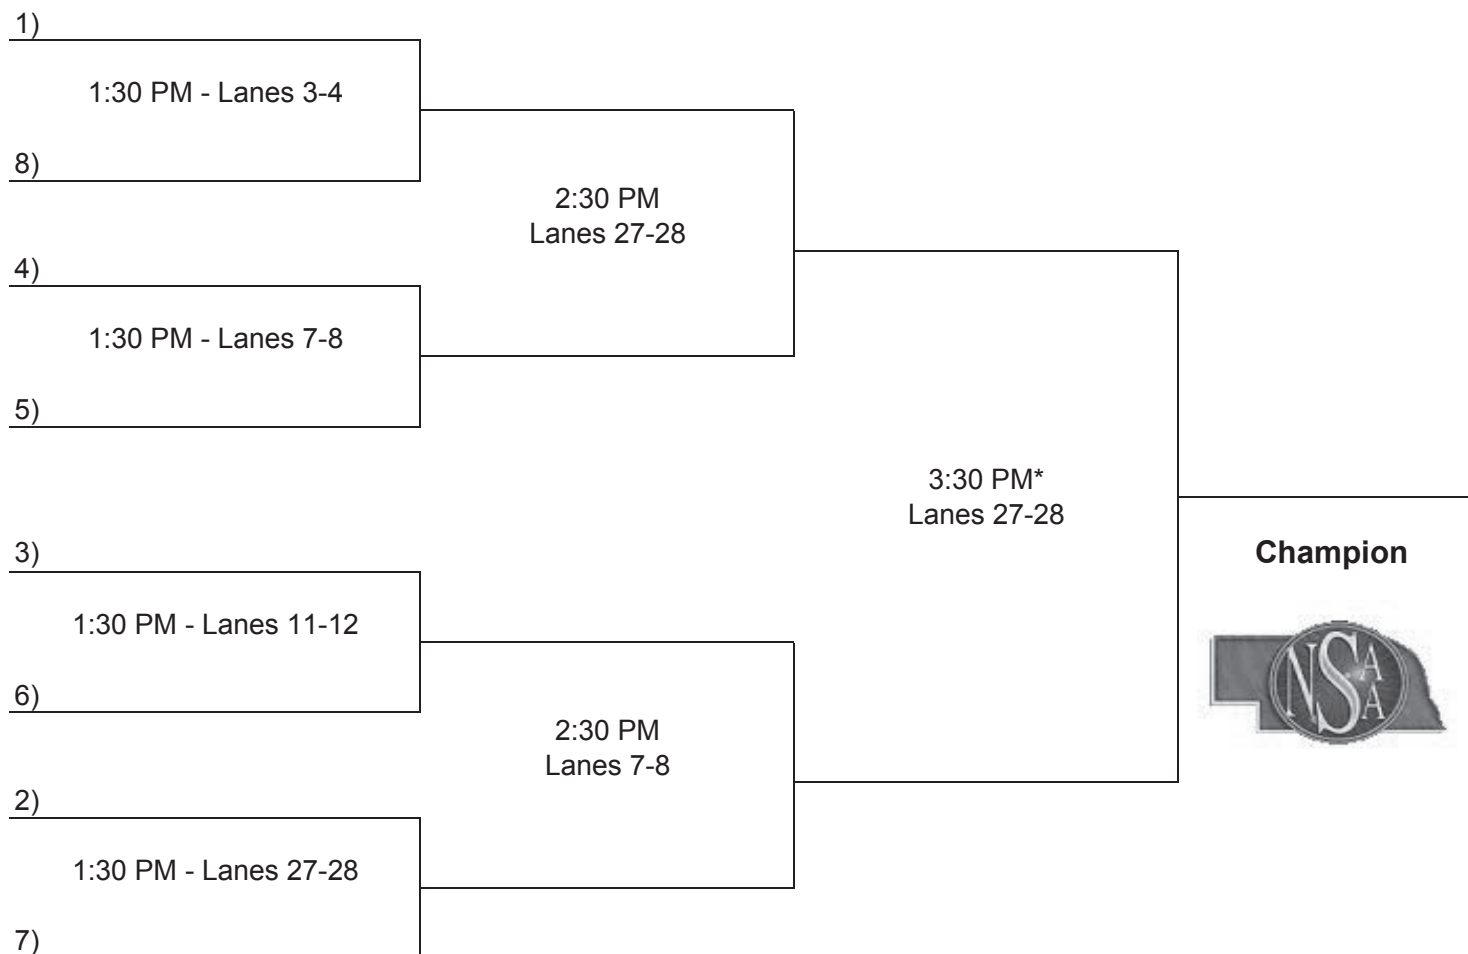 1)
1:30 PM - Lanes 3-4
8)
2:30 PM
Lanes 27-28
4)
1:30 PM - Lanes 7-8
5)
3:30 PM*
Lanes 27-28
Champion
3)
1:30 PM - Lanes 11-12
6)
2:30 PM
Lanes 7-8
2)
1:30 PM - Lanes 27-28
7)
NSAA